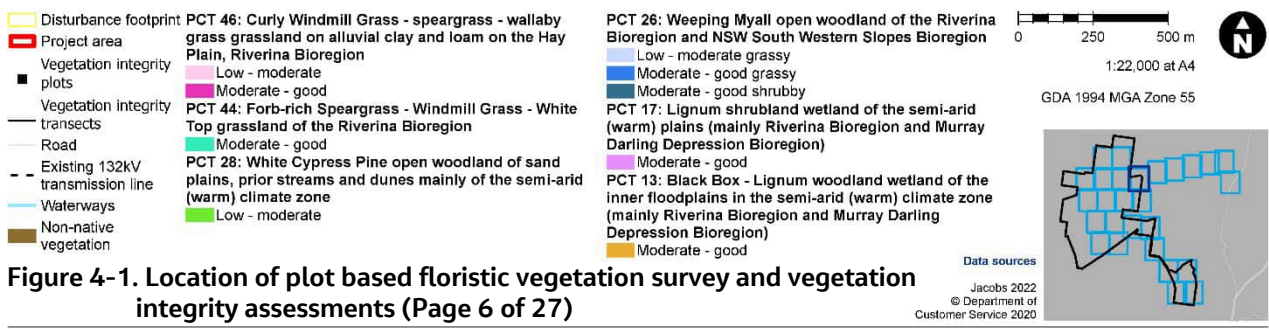 Disturbance footprint
Project area
Vegetation integrity
plots
Vegetation integrity
transects
Road
Existing 132kV
transmission line
Waterways
Non-native
vegetation
PCT 46: Curly Windmill Grass - speargrass - wallaby
grass grassland on alluvial clay and loam on the Hay
Plain, Riverina Bioregion
Low - moderate
Moderate - good
PCT 44: Forb-rich Speargrass - Windmill Grass - White
Top grassland of the Riverina Bioregion
Moderate - good
PCT 28: White Cypress Pine open woodland of sand
plains, prior streams and dunes mainly of the semi-arid
(warm) climate zone
Low - moderate
PCT 26: Weeping Myall open woodland of the Riverina
Bioregion and NSW South Western Slopes Bioregion
Low - moderate grassy
Moderate - good grassy
Moderate - good shrubby
PCT 17: Lignum shrubland wetland of the semi-arid
(warm) plains (mainly Riverina Bioregion and Murray
Darling Depression Bioregion)
Moderate - good
PCT 13: Black Box - Lignum woodland wetland of the
inner floodplains in the semi-arid (warm) climate zone
(mainly Riverina Bioregion and Murray Darling
Depression Bioregion)
Moderate - good
0 250 500 m
N
1:22,000 at A4
GDA 1994 MGA Zone 55
Data sources
Jacobs 2022
© Department of
Customer Service 2020
Figure 4-1. Location of plot based floristic vegetation survey and vegetation
integrity assessments (Page 6 of 27)